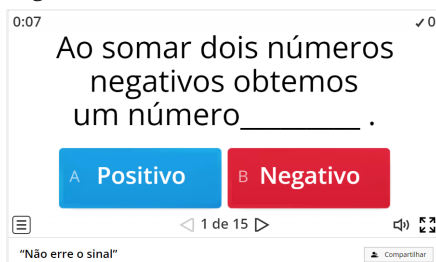 0:07 ✓ 0
Ao somar dois números
negativos obtemos
um número_________ .
A Positivo B Negativo
1 de 15
"Não erre o sinal" Compartilhar